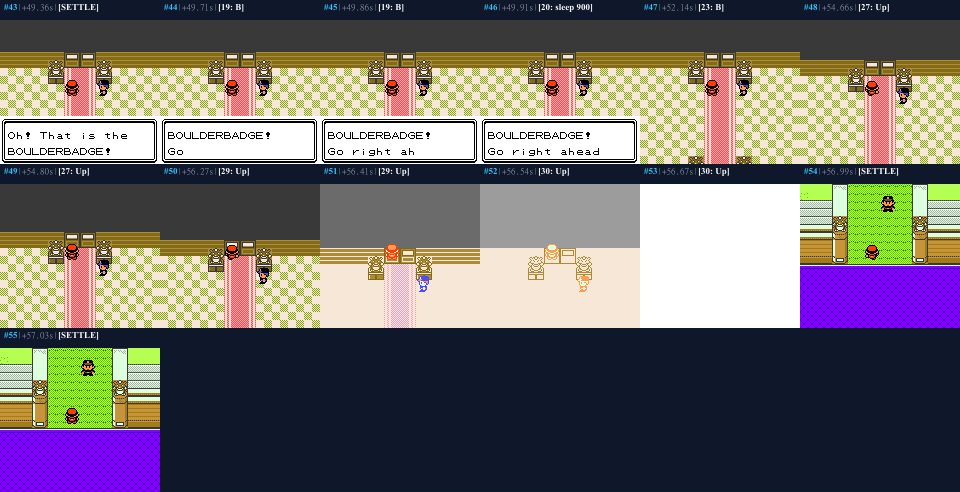 #43|+49.36s|[SETTLE]
#44|+49.71s|[19: B]
#45|+49.86s|[19: B]
#46|+49.91s|[20: sleep 900]
#47|+52.14s|[23: B]
#48|+54.66s|[27: Up]
Oh! That is the
BOULDERBADGE!
BOULDERBADGE!
Go
BOULDERBADGE!
Go right ah
BOULDERBADGE!
Go right ahead
#49|+54.80s|[27: Up]
#50|+56.27s|[29: Up]
#51|+56.41s|[29: Up]
#52|+56.54s|[30: Up]
#53|+56.67s|[30: Up]
#54|+56.99s|[SETTLE]
#55|+57.03s|[SETTLE]